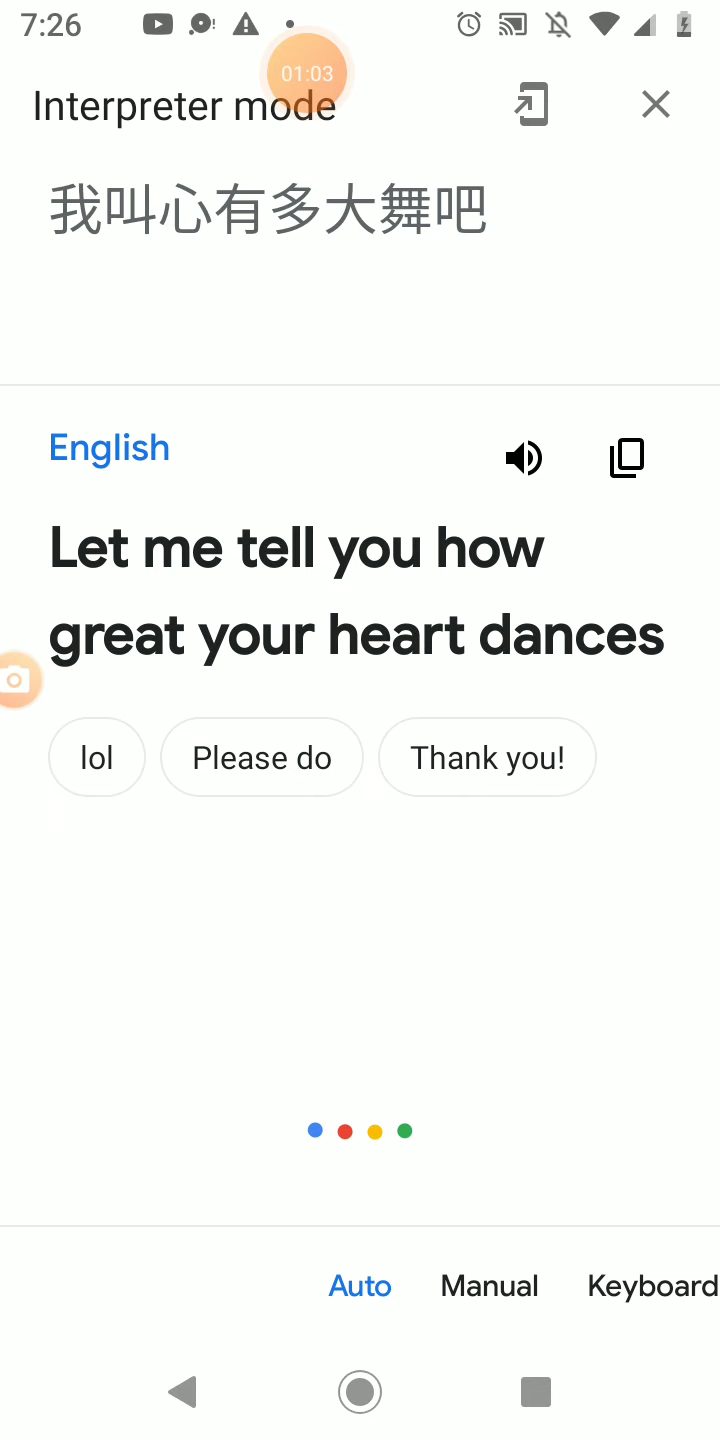 7:26
01:03
Interpreter mode
我叫心有多大舞吧
English
Let me tell you how
great your heart dances
lol Please do Thank you!
Auto Manual Keyboard